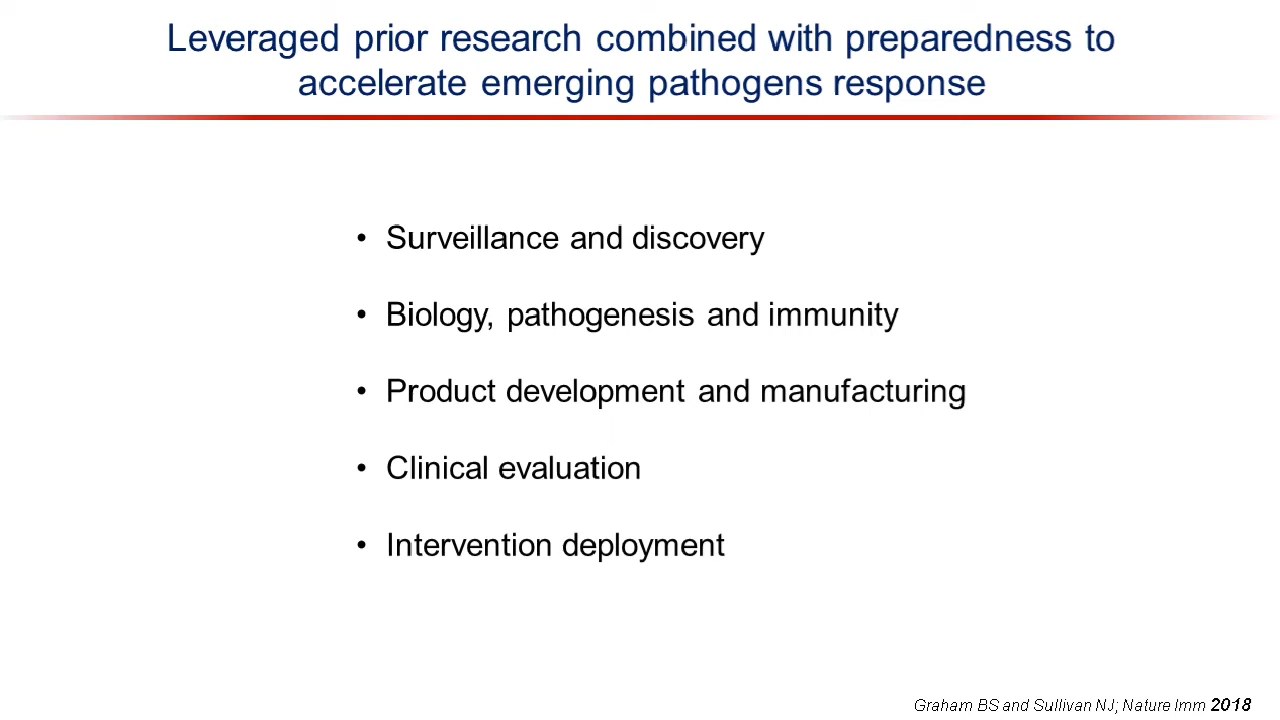 Leveraged prior research combined with preparedness to
accelerate emerging pathogens response
• Surveillance and discovery
• Biology, pathogenesis and immunity
• Product development and manufacturing
• Clinical evaluation
• Intervention deployment
Graham BS and Sullivan NJ; Nature Imm 2018